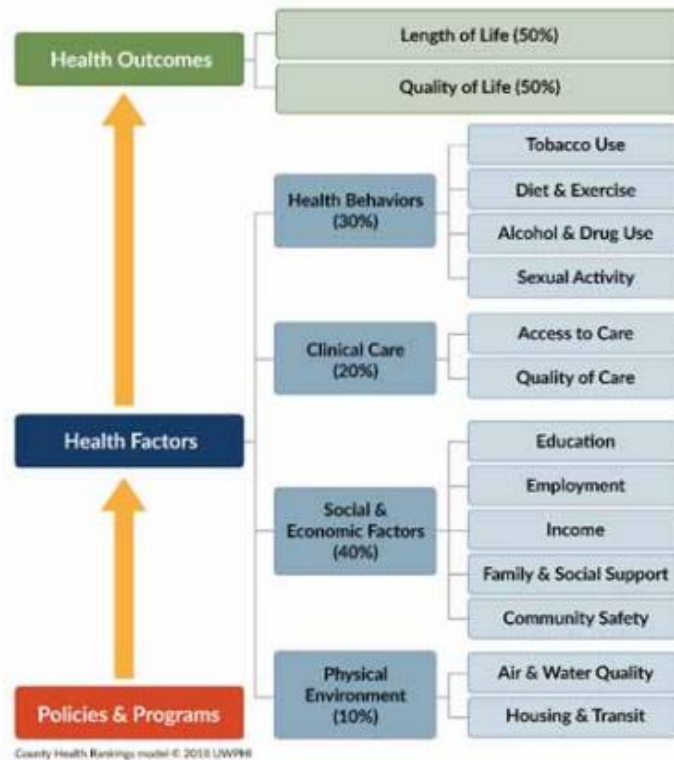 Health Outcomes
Length of Life (50%)
Quality of Life (50%)
Health Factors
Health Behaviors
(30%)
Tobacco Use
Diet & Exercise
Alcohol & Drug Use
Sexual Activity
Clinical Care
(20%)
Access to Care
Quality of Care
Social &
Economic Factors
(40%)
Education
Employment
Income
Family & Social Support
Community Safety
Physical
Environment
(10%)
Air & Water Quality
Housing & Transit
Policies & Programs
County Health Rankings model © 2018 UWPHI